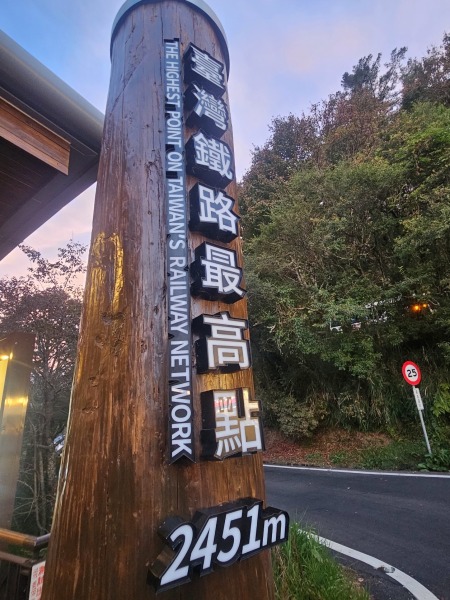 臺灣鐵路最高點
THE HIGHEST POINT ON TAIWAN'S RAILWAY NETWORK
2451m
25